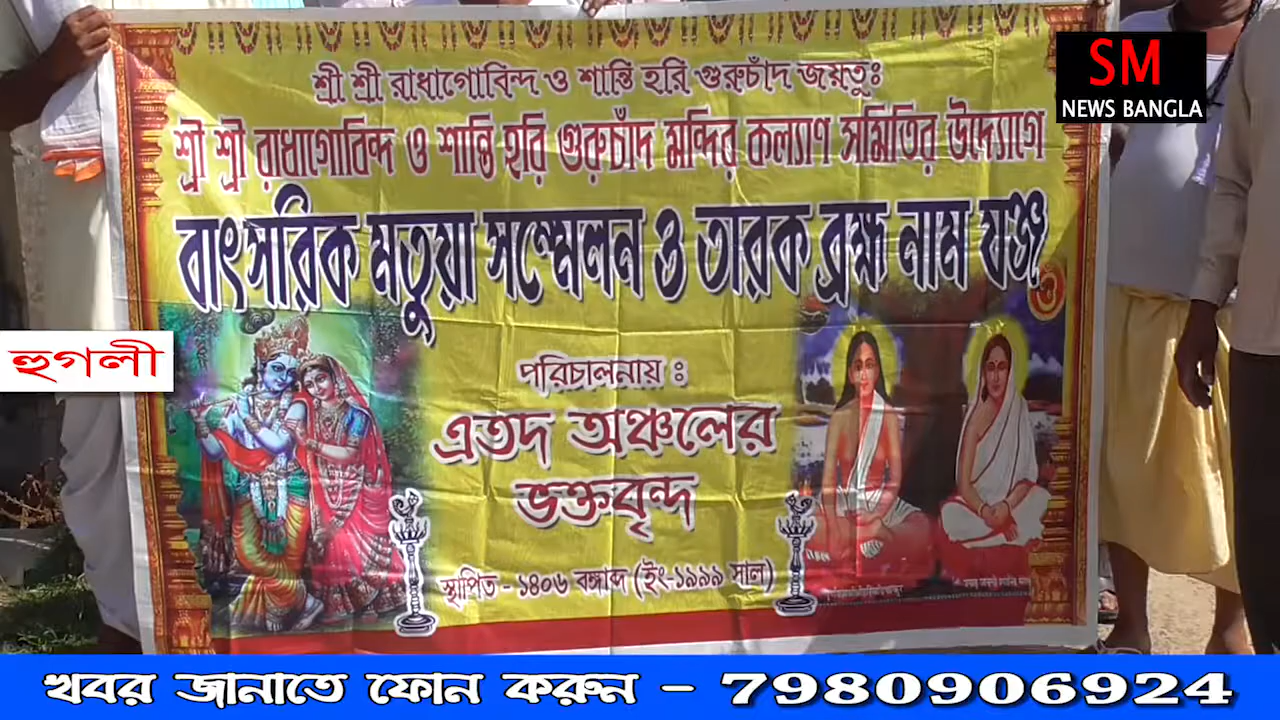 শ্রী শ্রী রাধাগোবিন্দ ও শান্তি হরি গুরুচাঁদ জয়তুঃ
SM
NEWS BANGLA
শ্রী শ্রী রাধাগোবিন্দ ও শান্তি হরি গুরুচাঁদ মন্দির কল্যাণ সমিতির উদ্যোগে
বাৎসরিক মতুয়া সম্মেলন ও তারক ব্রহ্ম নাম যজ্ঞ
হুগলী
পরিচালনায় ঃ
এতদ অঞ্চলের
ভক্তবৃন্দ
স্থাপিত - ১৪০৬ বঙ্গাব্দ (ইং-১৯৯৯ সাল)
খবর জানাতে ফোন করুন - 7980906924